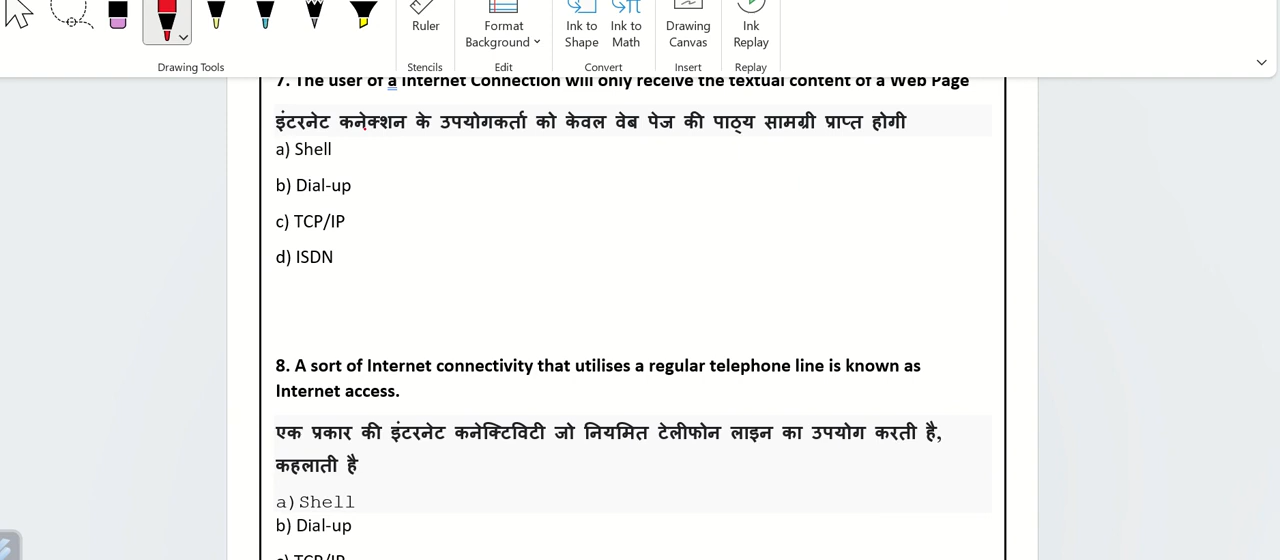 Ruler
Format
Background
Ink to
Shape
Ink to
Math
Drawing
Canvas
Ink
Replay
Drawing Tools
Stencils
Edit
Convert
Insert
Replay
7. The user of a Internet Connection will only receive the textual content of a Web Page
इंटरनेट कनेक्शन के उपयोगकर्ता को केवल वेब पेज की पाठ्य सामग्री प्राप्त होगी
a) Shell
b) Dial-up
c) TCP/IP
d) ISDN
8. A sort of Internet connectivity that utilises a regular telephone line is known as
Internet access.
एक प्रकार की इंटरनेट कनेक्टिविटी जो नियमित टेलीफोन लाइन का उपयोग करती है,
कहलाती है
a) Shell
b) Dial-up
c) TCP/IP